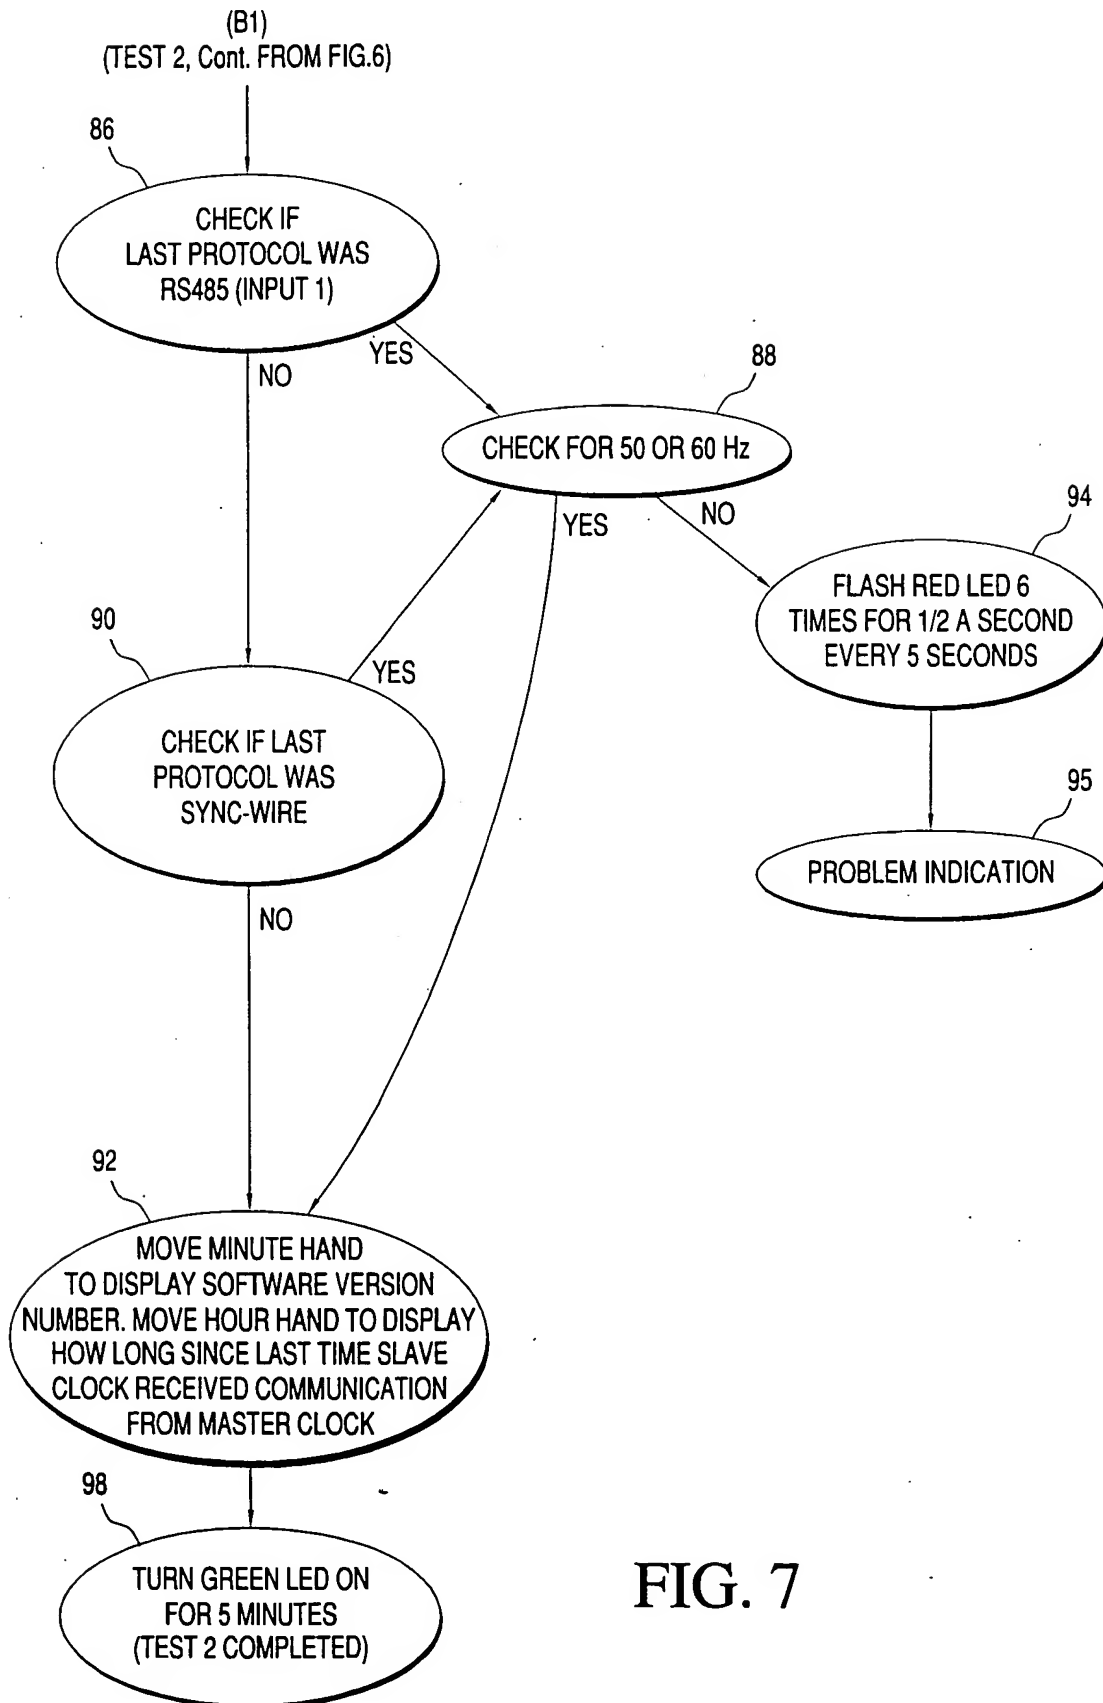 (B1)
(TEST 2, Cont. FROM FIG.6)
86
CHECK IF
LAST PROTOCOL WAS
RS485 (INPUT 1)
YES
NO
88
CHECK FOR 50 OR 60 Hz
YES
NO
94
FLASH RED LED 6
TIMES FOR 1/2 A SECOND
EVERY 5 SECONDS
90
YES
CHECK IF LAST
PROTOCOL WAS
SYNC-WIRE
NO
95
PROBLEM INDICATION
92
MOVE MINUTE HAND
TO DISPLAY SOFTWARE VERSION
NUMBER. MOVE HOUR HAND TO DISPLAY
HOW LONG SINCE LAST TIME SLAVE
CLOCK RECEIVED COMMUNICATION
FROM MASTER CLOCK
98
TURN GREEN LED ON
FOR 5 MINUTES
(TEST 2 COMPLETED)
FIG. 7